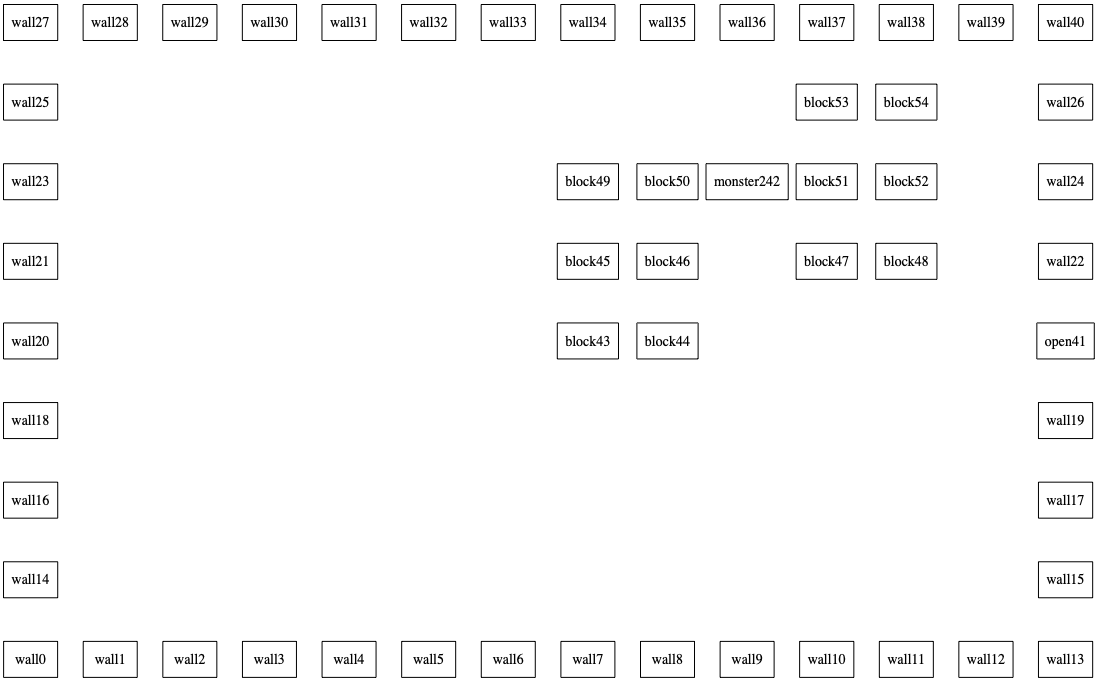 wall27 wall28 wall29 wall30 wall31 wall32 wall33 wall34 wall35 wall36 wall37 wall38 wall39 wall40
wall25 block53 block54 wall26
wall23 block49 block50 monster242 block51 block52 wall24
wall21 block45 block46 block47 block48 wall22
wall20 block43 block44 open41
wall18 wall19
wall16 wall17
wall14 wall15
wall0 wall1 wall2 wall3 wall4 wall5 wall6 wall7 wall8 wall9 wall10 wall11 wall12 wall13